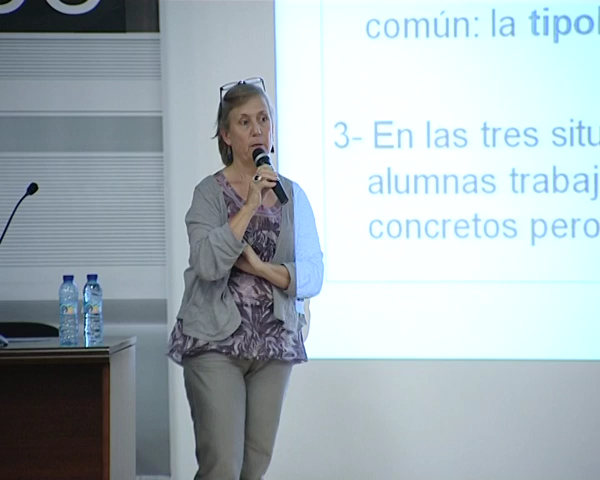 común: la tipol
3- En las tres situ
alumnas trabaj
concretos pero